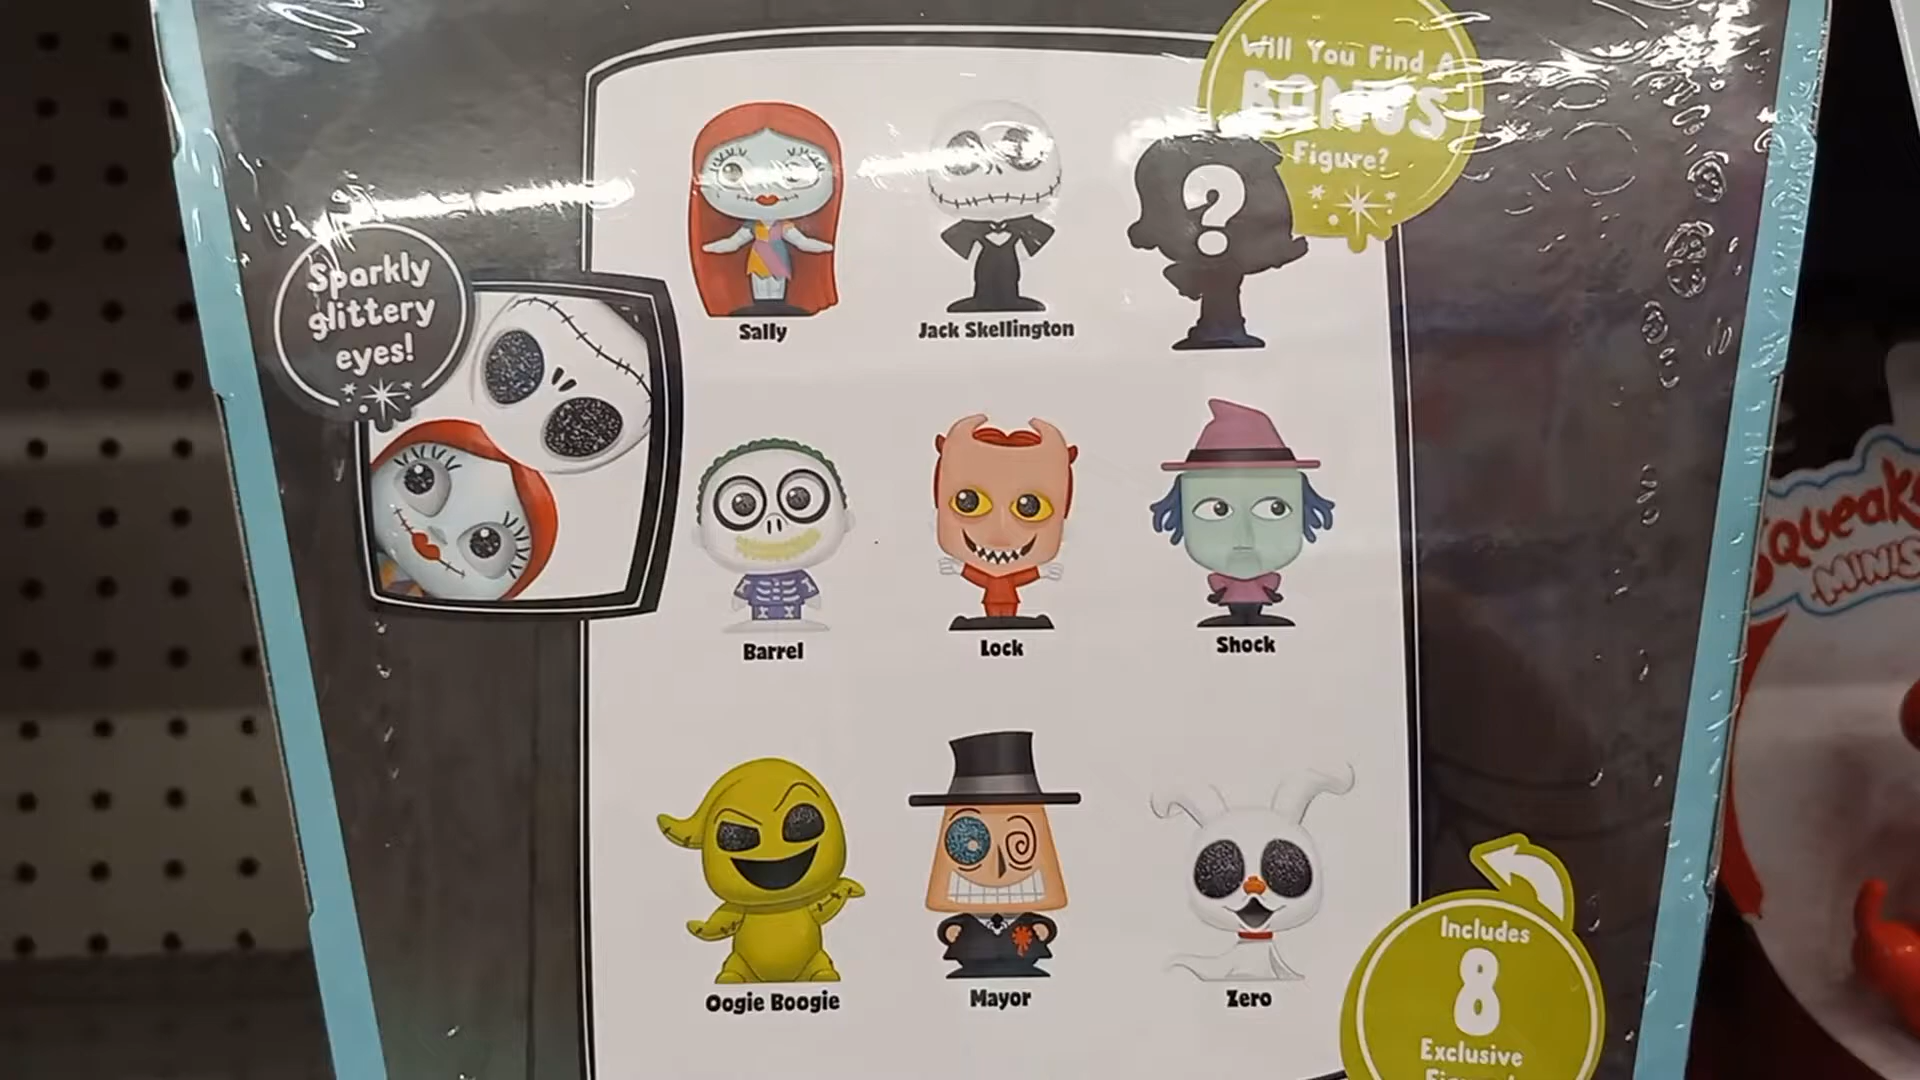 Will You Find A
BONUS
Figure?
?
Sparkly
glittery
eyes!
Sally
Jack Skellington
Barrel
Lock
Shock
Oogie Boogie
Mayor
Zero
Includes
8
Exclusive
MINIS